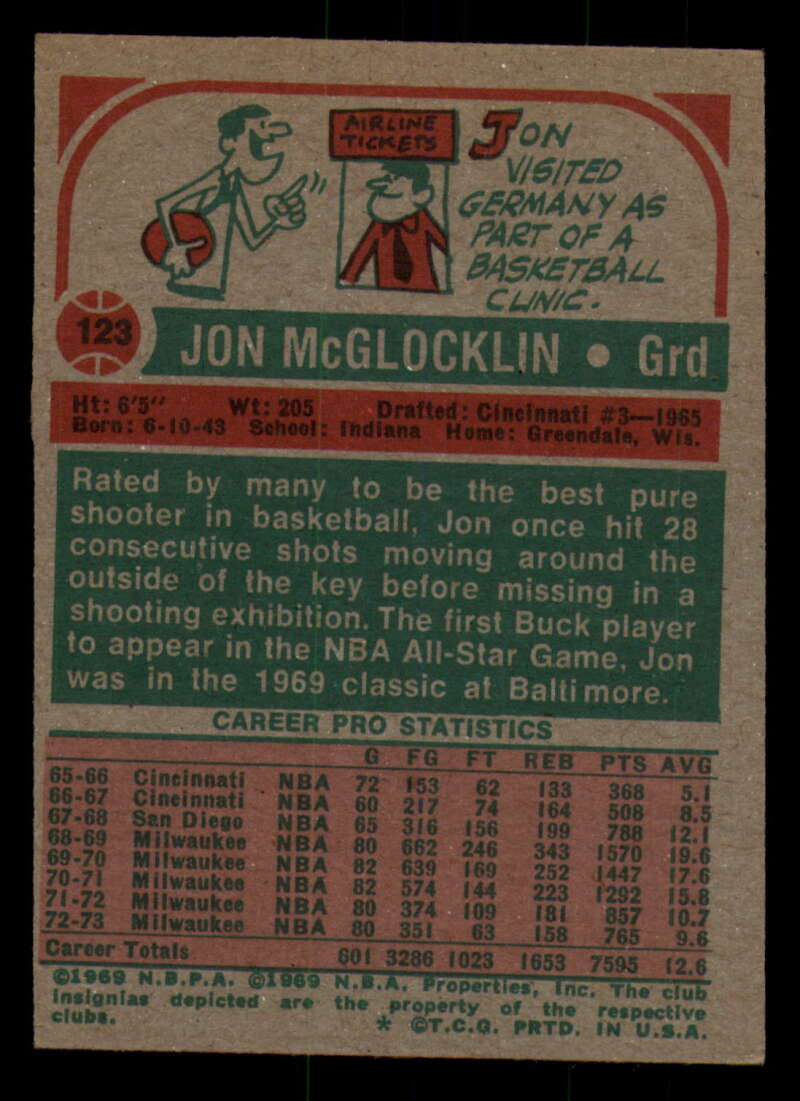 AIRLINE
TICKETS
JON
VISITED
GERMANY AS
PART OF A
BASKETBALL
CLINIC.
123
JON McGLOCKLIN • Grd
Ht: 6'5" Wt: 205 Drafted: Cincinnati #3—1965
Born: 6-10-43 School: Indiana Home: Greendale, Wis.
Rated by many to be the best pure
shooter in basketball, Jon once hit 28
consecutive shots moving around the
outside of the key before missing in a
shooting exhibition. The first Buck player
to appear in the NBA All-Star Game, Jon
was in the 1969 classic at Baltimore.
CAREER PRO STATISTICS
G FG FT REB PTS AVG
65-66 Cincinnati NBA 72 153 62 133 368 5.1
66-67 Cincinnati NBA 60 217 74 164 508 8.5
67-68 San Diego NBA 65 316 156 199 788 12.1
68-69 Milwaukee NBA 80 662 246 343 1570 19.6
69-70 Milwaukee NBA 82 639 169 252 1447 17.6
70-71 Milwaukee NBA 82 574 144 223 1292 15.8
71-72 Milwaukee NBA 80 374 109 181 857 10.7
72-73 Milwaukee NBA 80 351 63 158 765 9.6
Career Totals 601 3286 1023 1653 7595 12.6
©1969 N.B.P.A. ©1969 N.B.A. Properties, Inc. The club
insignias depicted are the property of the respective
clubs. * ©T.C.G. PRTD. IN U.S.A.